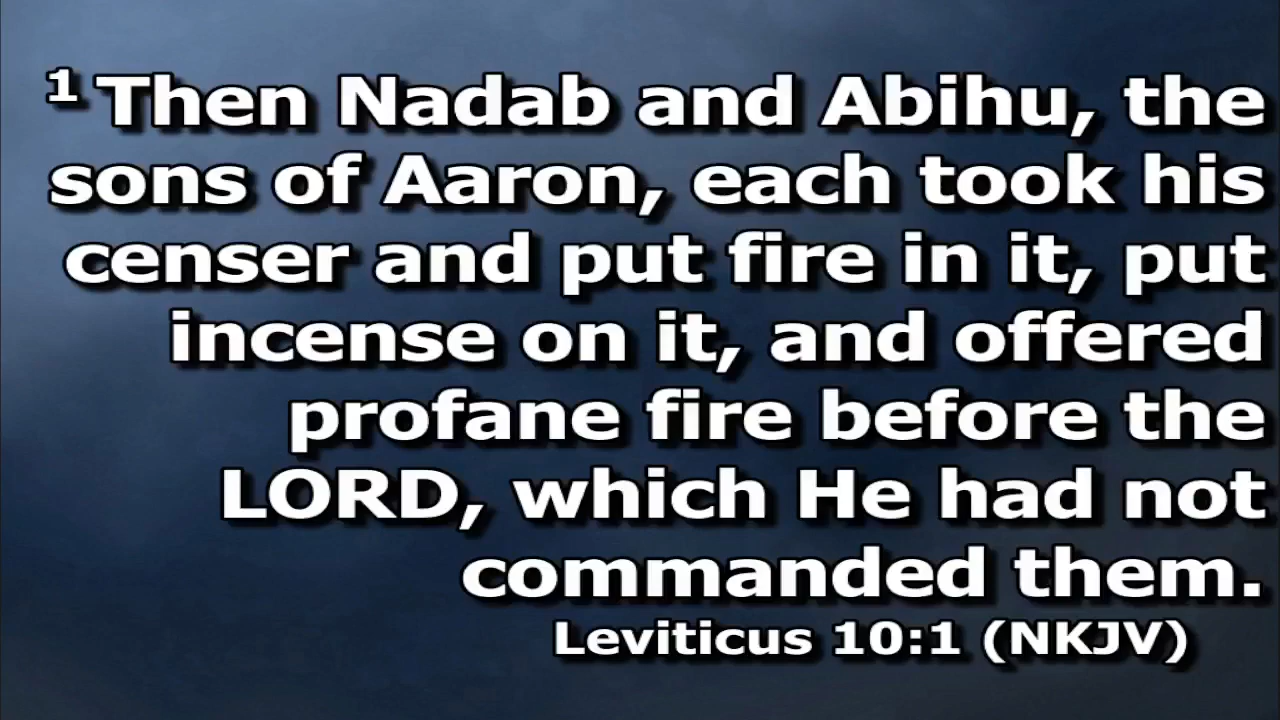 1 Then Nadab and Abihu, the
sons of Aaron, each took his
censer and put fire in it, put
incense on it, and offered
profane fire before the
LORD, which He had not
commanded them.
Leviticus 10:1 (NKJV)